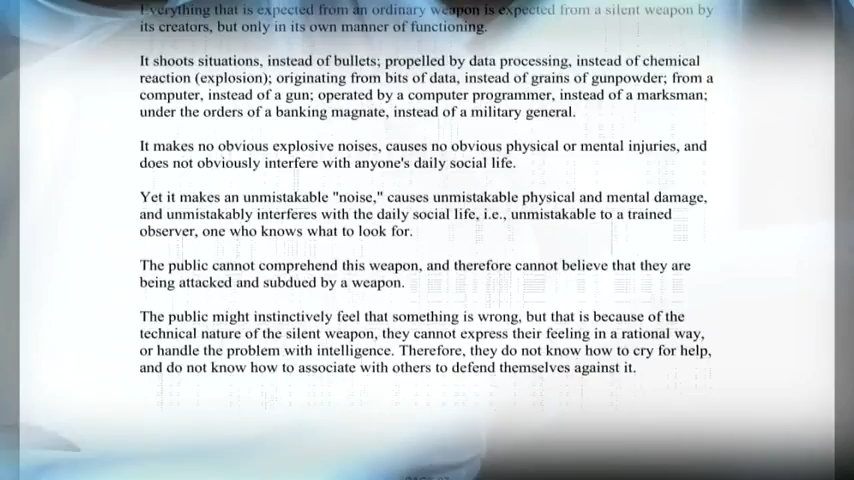 Everything that is expected from an ordinary weapon is expected from a silent weapon by
its creators, but only in its own manner of functioning.
It shoots situations, instead of bullets; propelled by data processing, instead of chemical
reaction (explosion); originating from bits of data, instead of grains of gunpowder; from a
computer, instead of a gun; operated by a computer programmer, instead of a marksman;
under the orders of a banking magnate, instead of a military general.
It makes no obvious explosive noises, causes no obvious physical or mental injuries, and
does not obviously interfere with anyone's daily social life.
Yet it makes an unmistakable "noise," causes unmistakable physical and mental damage,
and unmistakably interferes with the daily social life, i.e., unmistakable to a trained
observer, one who knows what to look for.
The public cannot comprehend this weapon, and therefore cannot believe that they are
being attacked and subdued by a weapon.
The public might instinctively feel that something is wrong, but that is because of the
technical nature of the silent weapon, they cannot express their feeling in a rational way,
or handle the problem with intelligence. Therefore, they do not know how to cry for help,
and do not know how to associate with others to defend themselves against it.